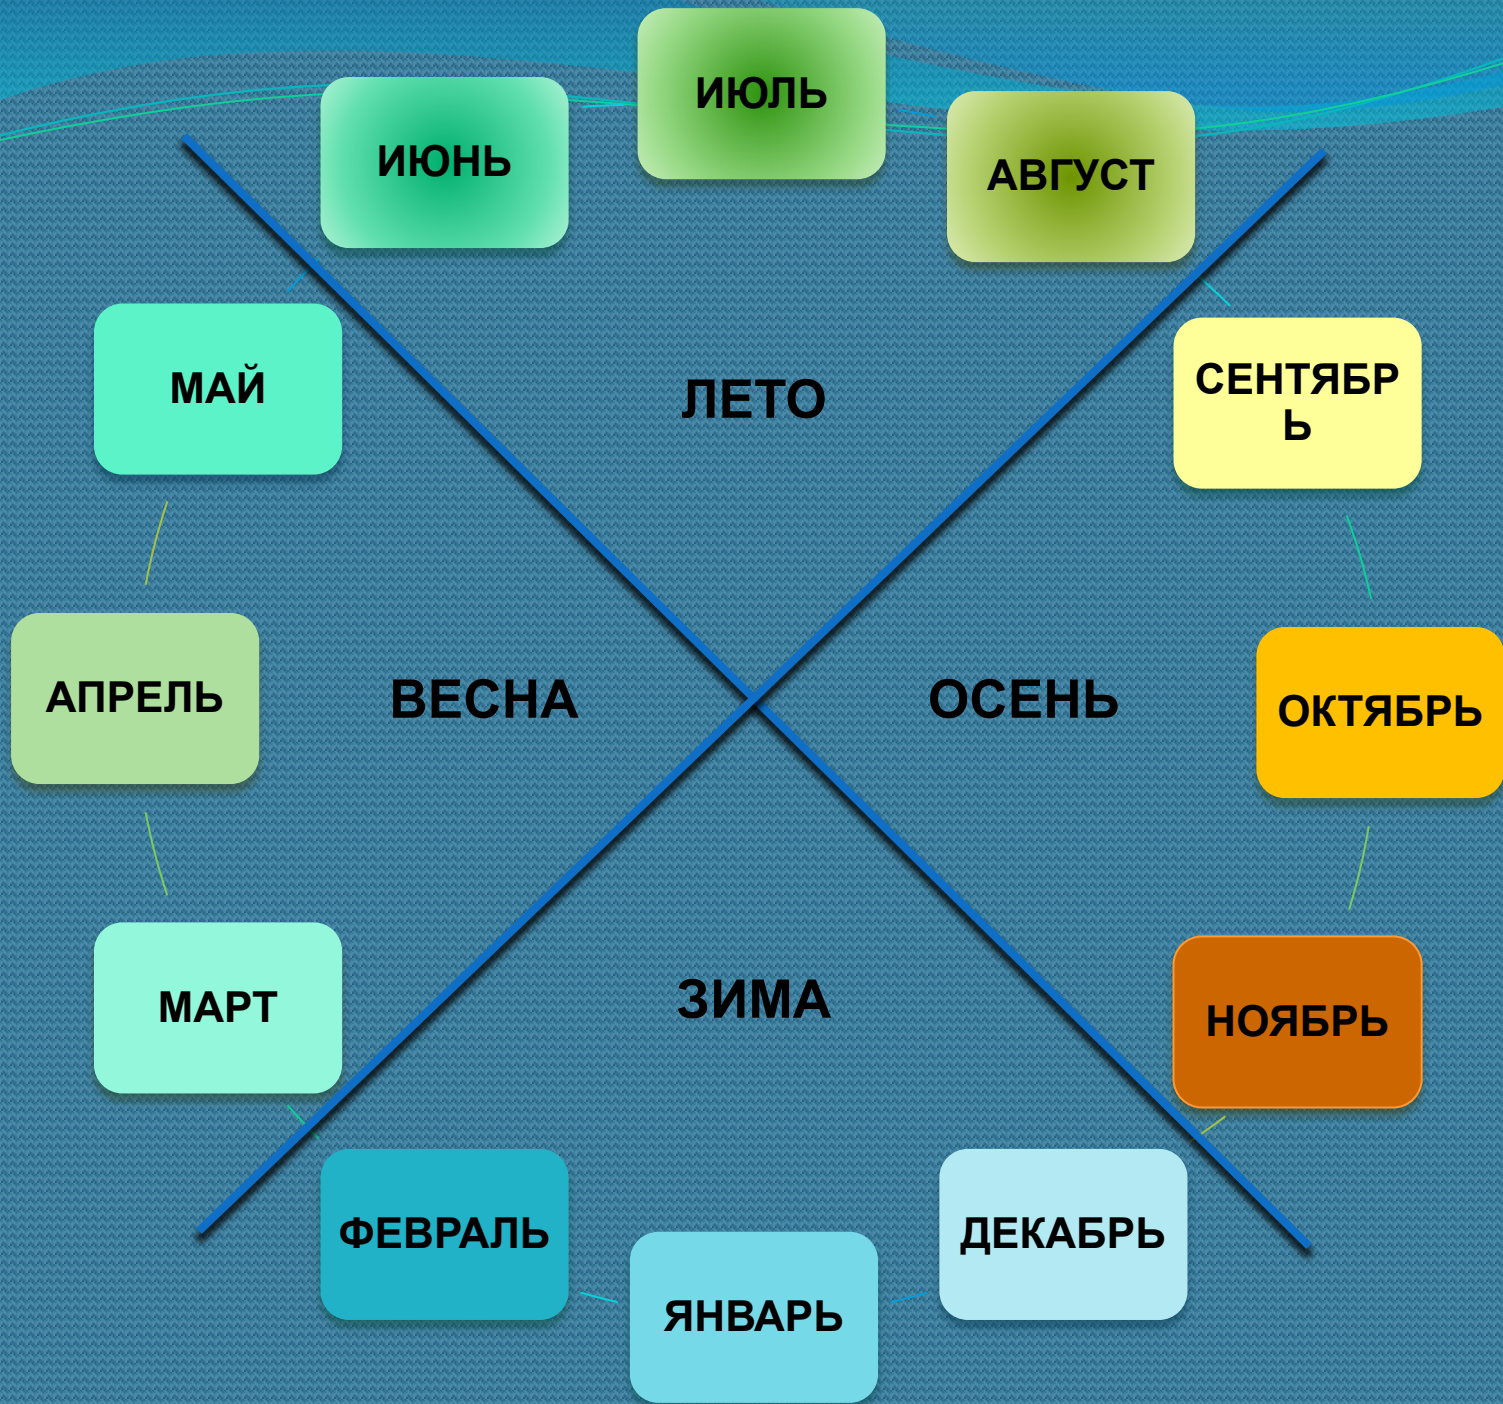 ИЮЛЬ
ИЮНЬ
АВГУСТ
МАЙ
ЛЕТО
СЕНТЯБР
Ь
АПРЕЛЬ
ВЕСНА
ОСЕНЬ
ОКТЯБРЬ
МАРТ
ЗИМА
НОЯБРЬ
ФЕВРАЛЬ
ДЕКАБРЬ
ЯНВАРЬ